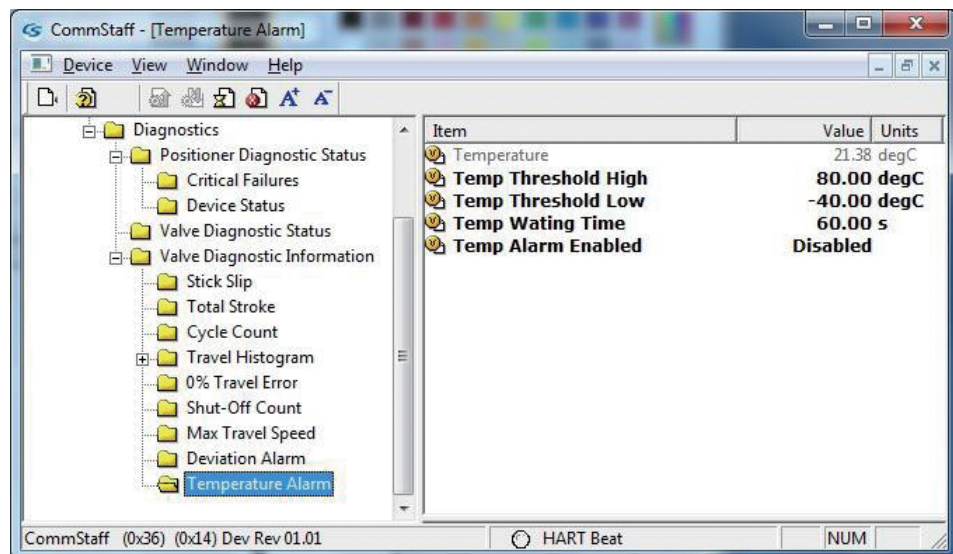 CommStaff - [Temperature Alarm]
Device View Window Help
Diagnostics
Positioner Diagnostic Status
Critical Failures
Device Status
Valve Diagnostic Status
Valve Diagnostic Information
Stick Slip
Total Stroke
Cycle Count
Travel Histogram
0% Travel Error
Shut-Off Count
Max Travel Speed
Deviation Alarm
Temperature Alarm
Item Value Units
Temperature 21.38 degC
Temp Threshold High 80.00 degC
Temp Threshold Low -40.00 degC
Temp Wating Time 60.00 s
Temp Alarm Enabled Disabled
CommStaff (0x36) (0x14) Dev Rev 01.01 HART Beat NUM